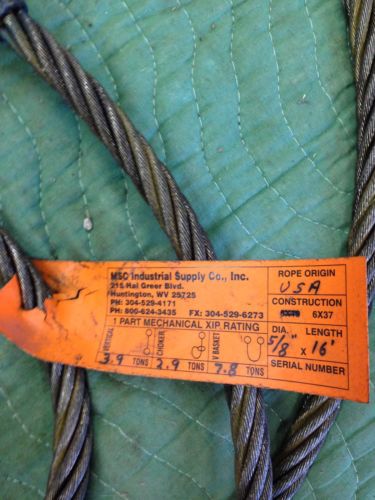 MSC Industrial Supply Co., Inc.
215 Hal Greer Blvd.
Huntington, WV 25725
PH: 304-529-4171
PH: 800-624-3435 FX: 304-529-6273
1 PART MECHANICAL XIP RATING
VERTICAL 3.9 TONS
CHOKER 2.9 TONS
V BASKET 7.8 TONS
ROPE ORIGIN
USA
CONSTRUCTION
6X37
DIA. LENGTH
5/8" x 16'
SERIAL NUMBER